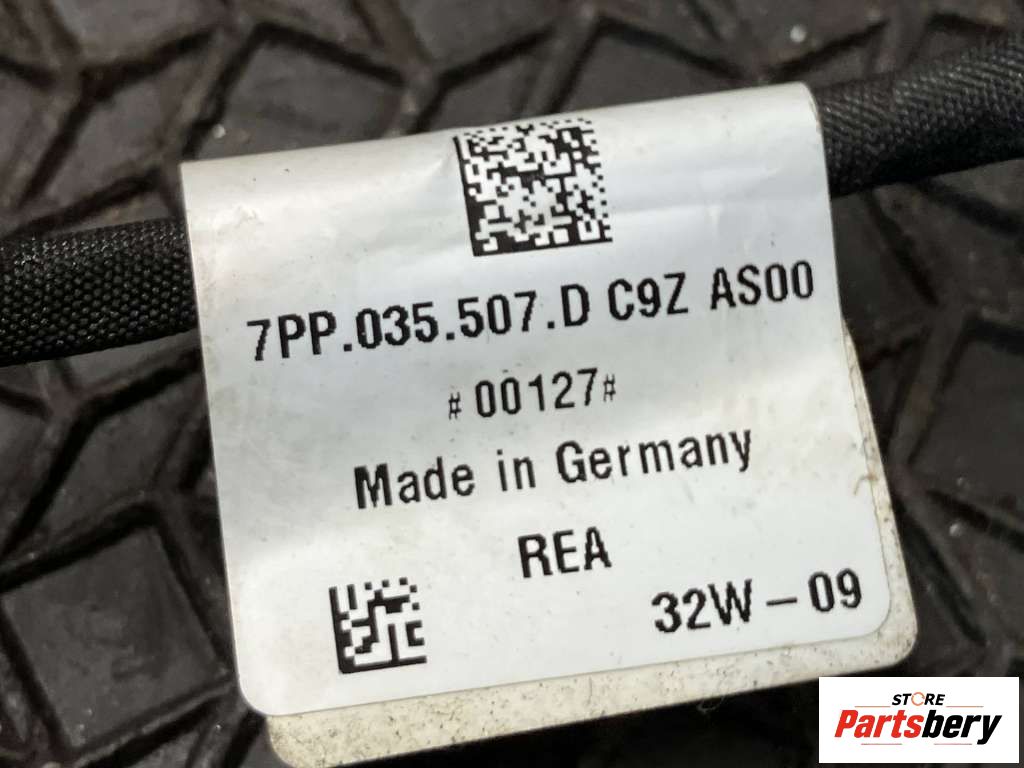 7PP.035.507.D C9Z AS00
#00127#
Made in Germany
REA
32W-09
STORE
Partsbery